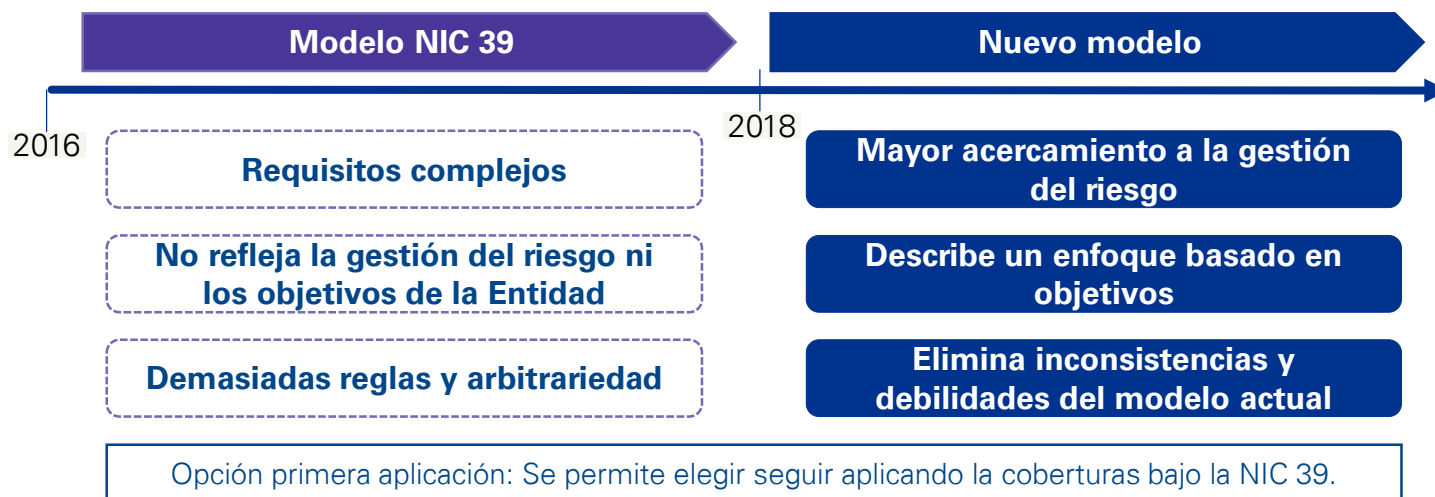 Modelo NIC 39
Nuevo modelo
2016
2018
Requisitos complejos
Mayor acercamiento a la gestión
del riesgo
No refleja la gestión del riesgo ni
los objetivos de la Entidad
Describe un enfoque basado en
objetivos
Demasiadas reglas y arbitrariedad
Elimina inconsistencias y
debilidades del modelo actual
Opción primera aplicación: Se permite elegir seguir aplicando la coberturas bajo la NIC 39.